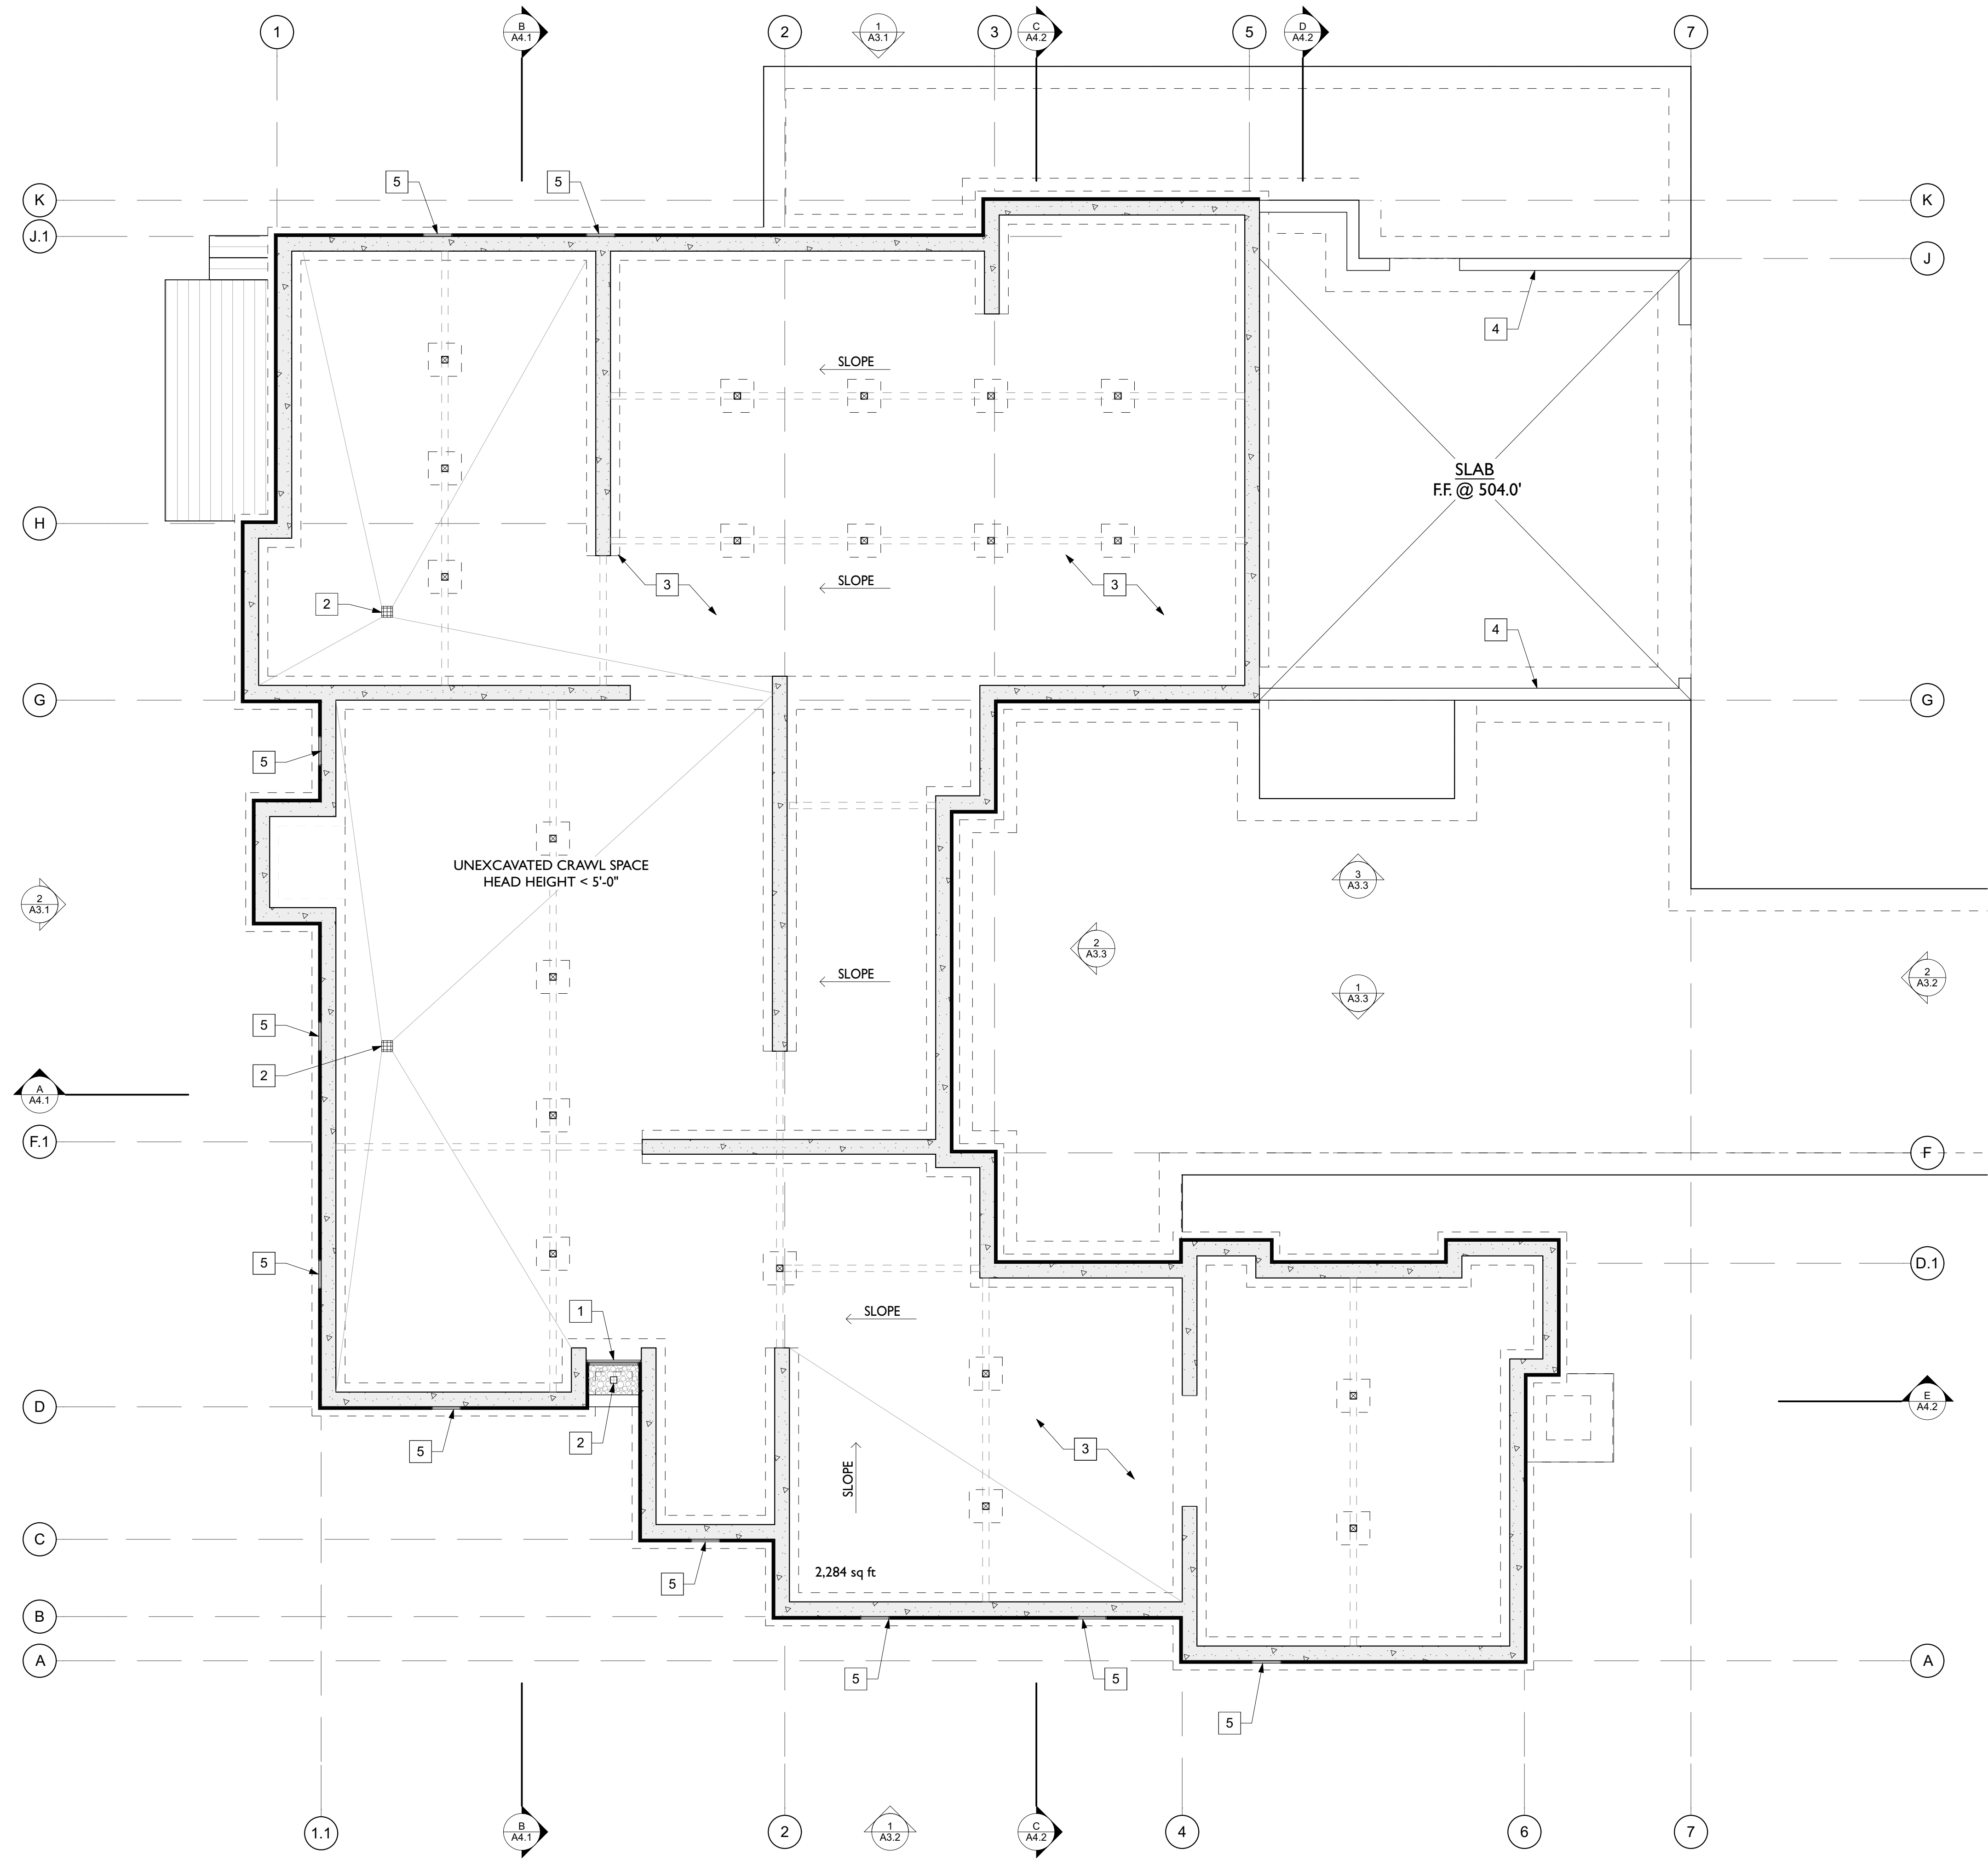 1
B
A4.1
2
1
A3.1
3
C
A4.2
5
D
A4.2
7
5
5
K
K
J.1
J
4
SLOPE
SLAB
F.F. @ 504.0'
H
SLOPE
3
3
2
4
G
G
5
UNEXCAVATED CRAWL SPACE
HEAD HEIGHT < 5'-0"
3
A3.3
2
A3.1
2
A3.3
SLOPE
2
A3.2
1
A3.3
5
2
A
A4.1
F.1
F
5
D.1
1
SLOPE
D
E
A4.2
5
2
3
SLOPE
C
2,284 sq ft
5
B
A
A
5
5
5
1.1
B
A4.1
2
1
A3.2
C
A4.2
4
6
7